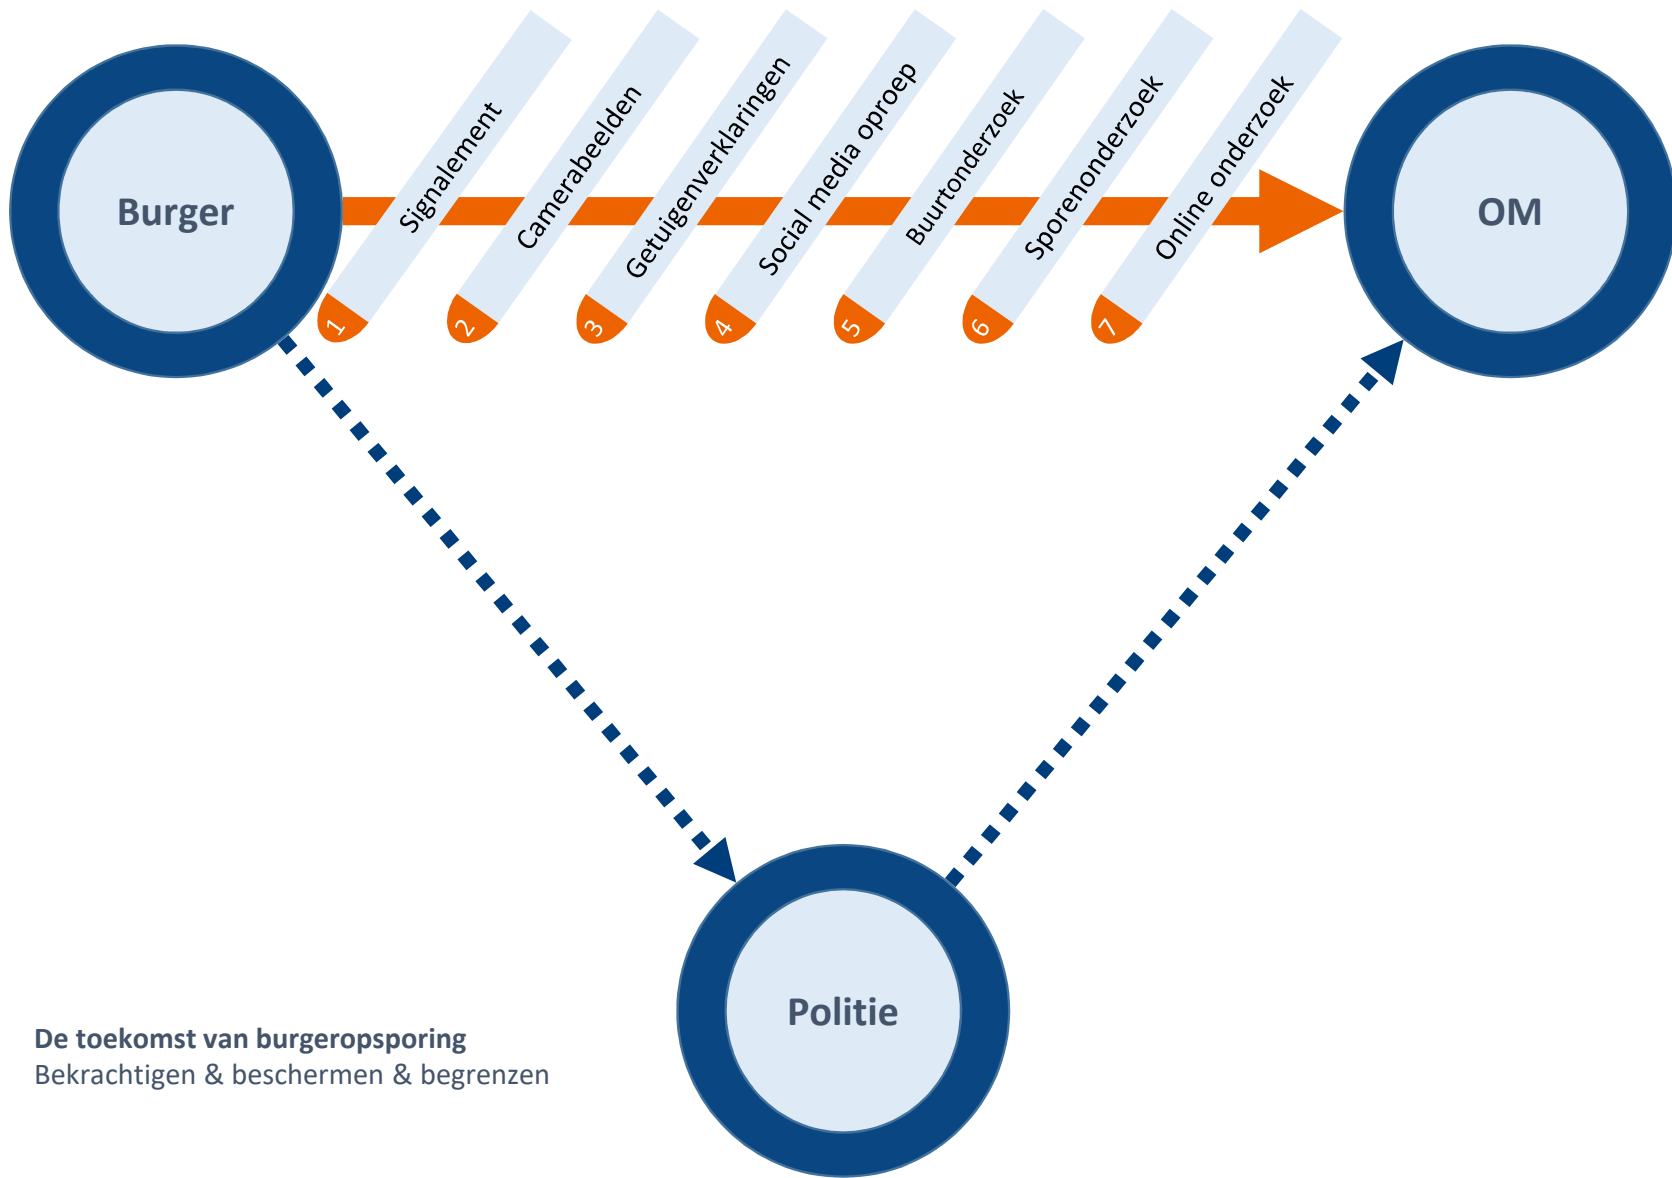 Burger
1 Signalement
2 Camerabeelden
3 Getuigenverklaringen
4 Social media oproep
5 Buurtonderzoek
6 Sporenonderzoek
7 Online onderzoek
OM
Politie
De toekomst van burgeropsporing
Bekrachtigen & beschermen & begrenzen